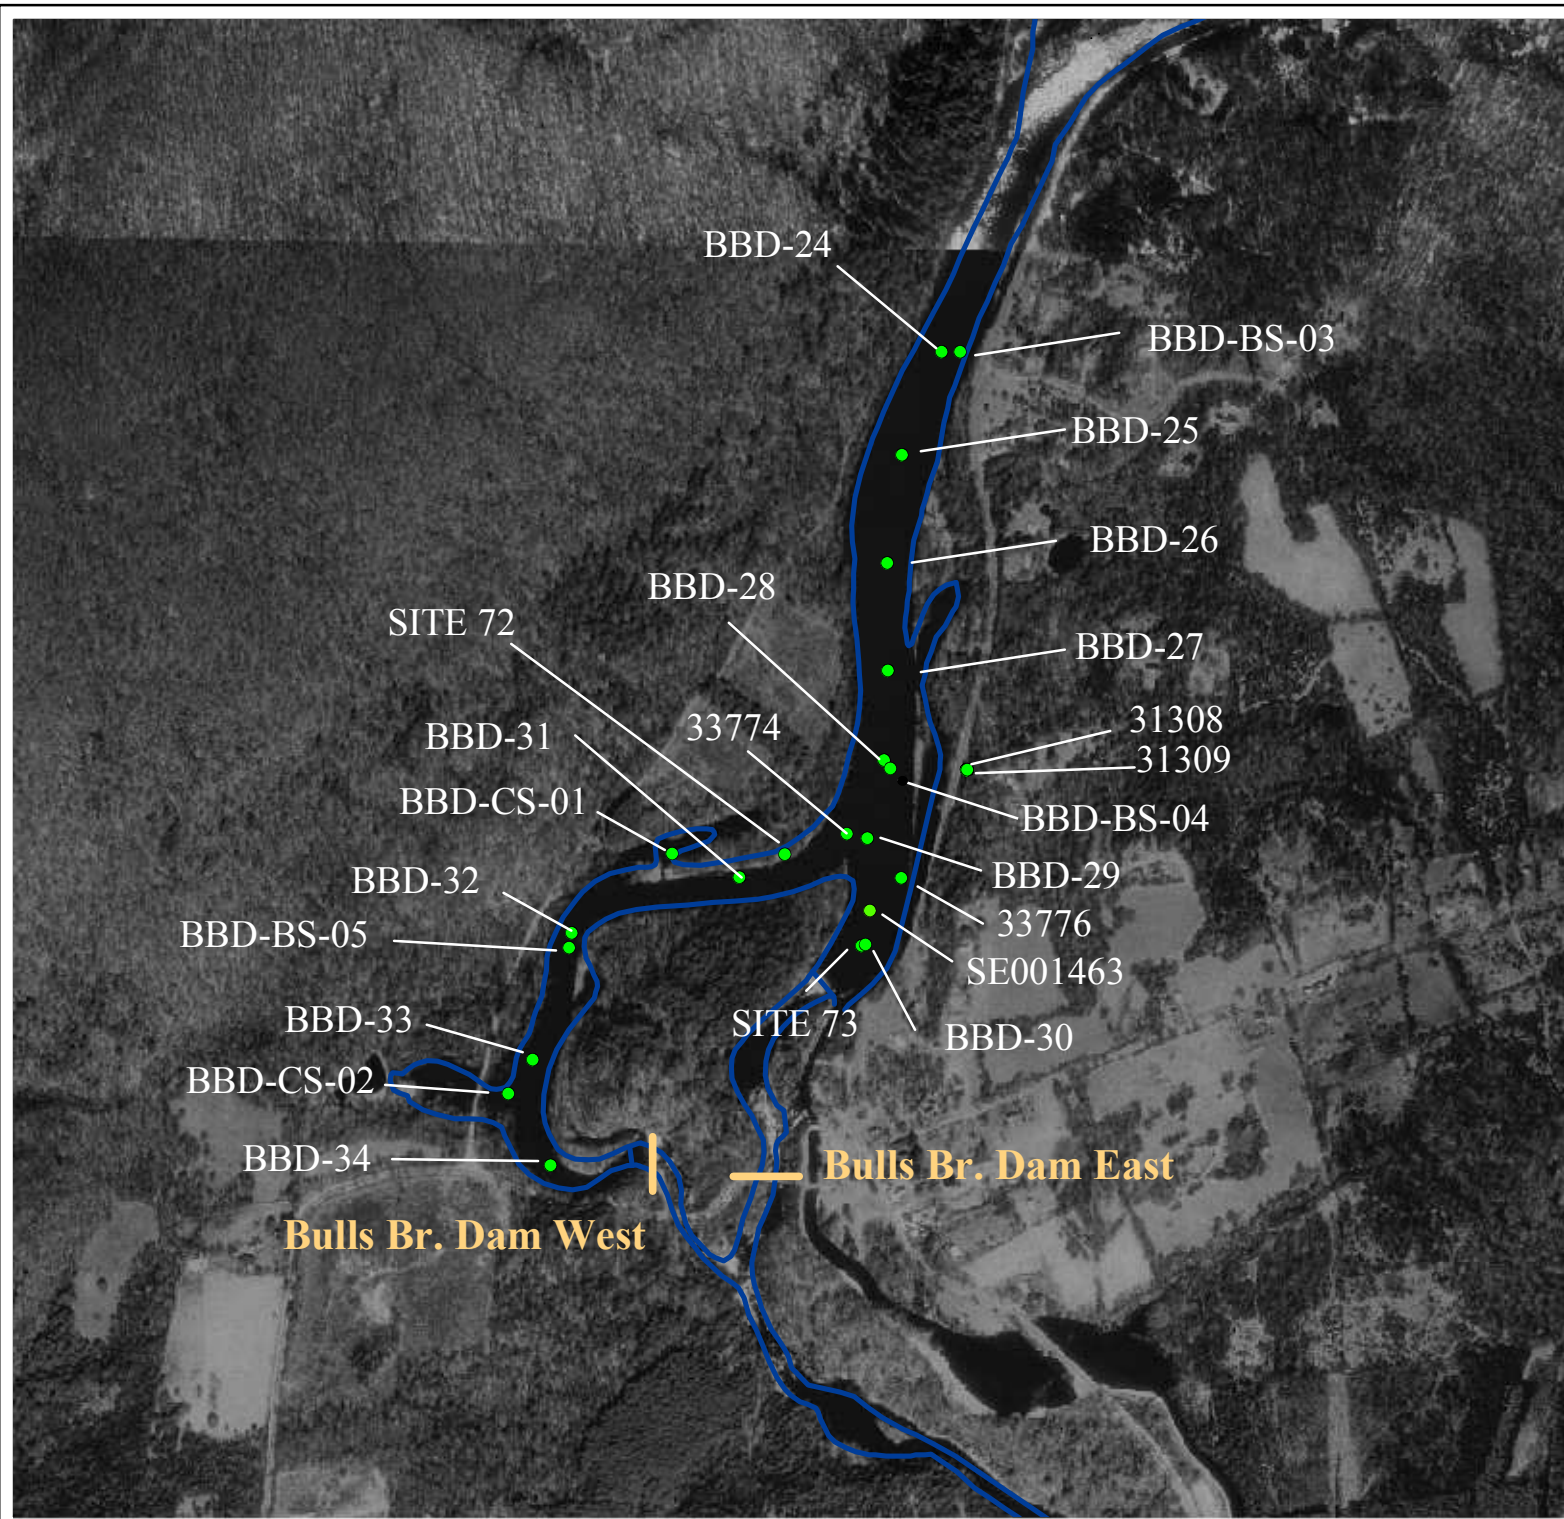 BBD-24
BBD-BS-03
BBD-25
BBD-26
BBD-28
SITE 72
BBD-27
33774
BBD-31
31308
31309
BBD-CS-01
BBD-BS-04
BBD-32
BBD-29
BBD-BS-05
33776
SE001463
BBD-33
SITE 73
BBD-30
BBD-CS-02
BBD-34
Bulls Br. Dam East
Bulls Br. Dam West